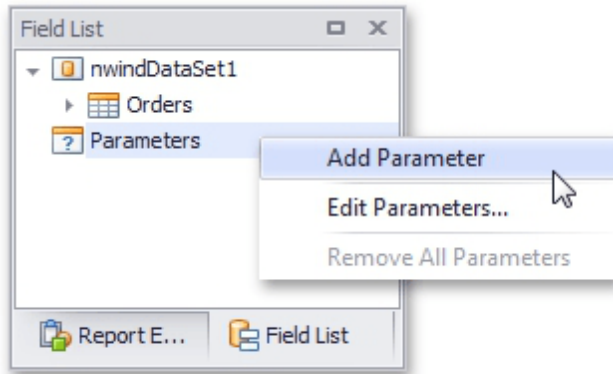 Field List
nwindDataSet1
Orders
Parameters
Add Parameter
Edit Parameters...
Remove All Parameters
Report E... Field List